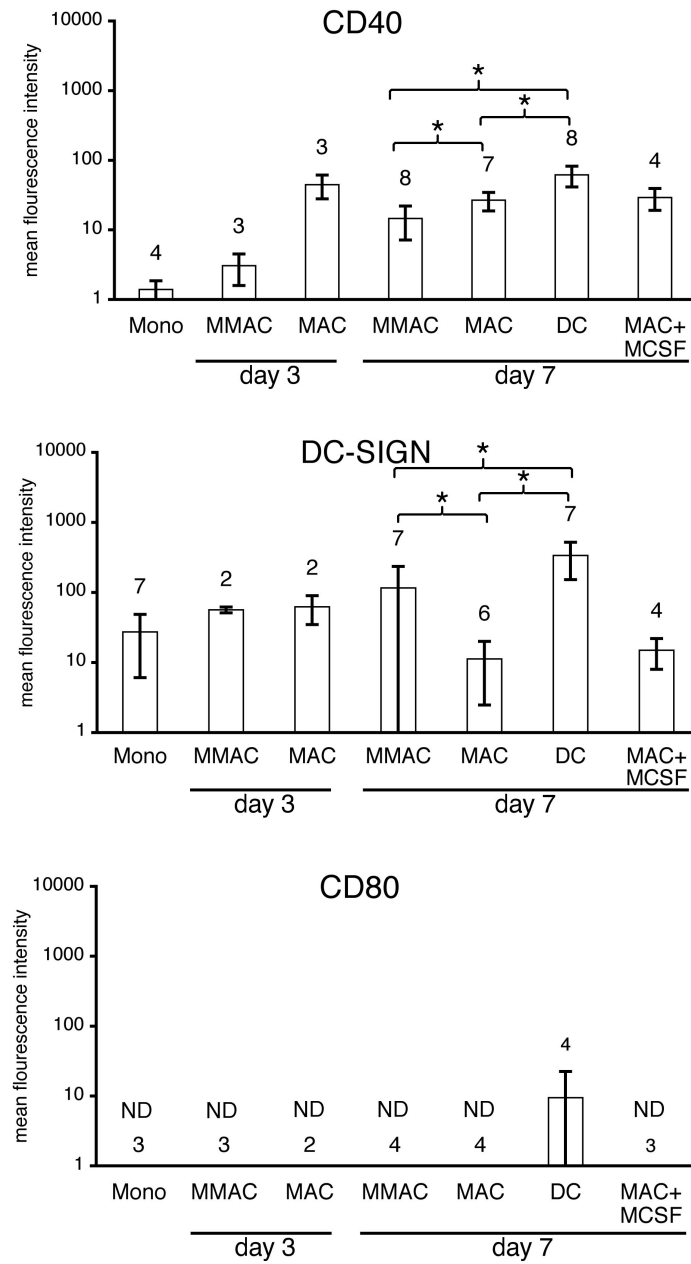 CD40
mean flourescence intensity
10000
1000
100
10
1
* * *
4 3 3 8 7 8 4
Mono MMAC MAC MMAC MAC DC MAC+
MCSF
day 3 day 7
DC-SIGN
mean flourescence intensity
10000
1000
100
10
1
* * *
7 2 2 7 6 7 4
Mono MMAC MAC MMAC MAC DC MAC+
MCSF
day 3 day 7
CD80
mean flourescence intensity
10000
1000
100
10
1
4
ND ND ND ND ND ND
3 3 2 4 4 3
Mono MMAC MAC MMAC MAC DC MAC+
MCSF
day 3 day 7